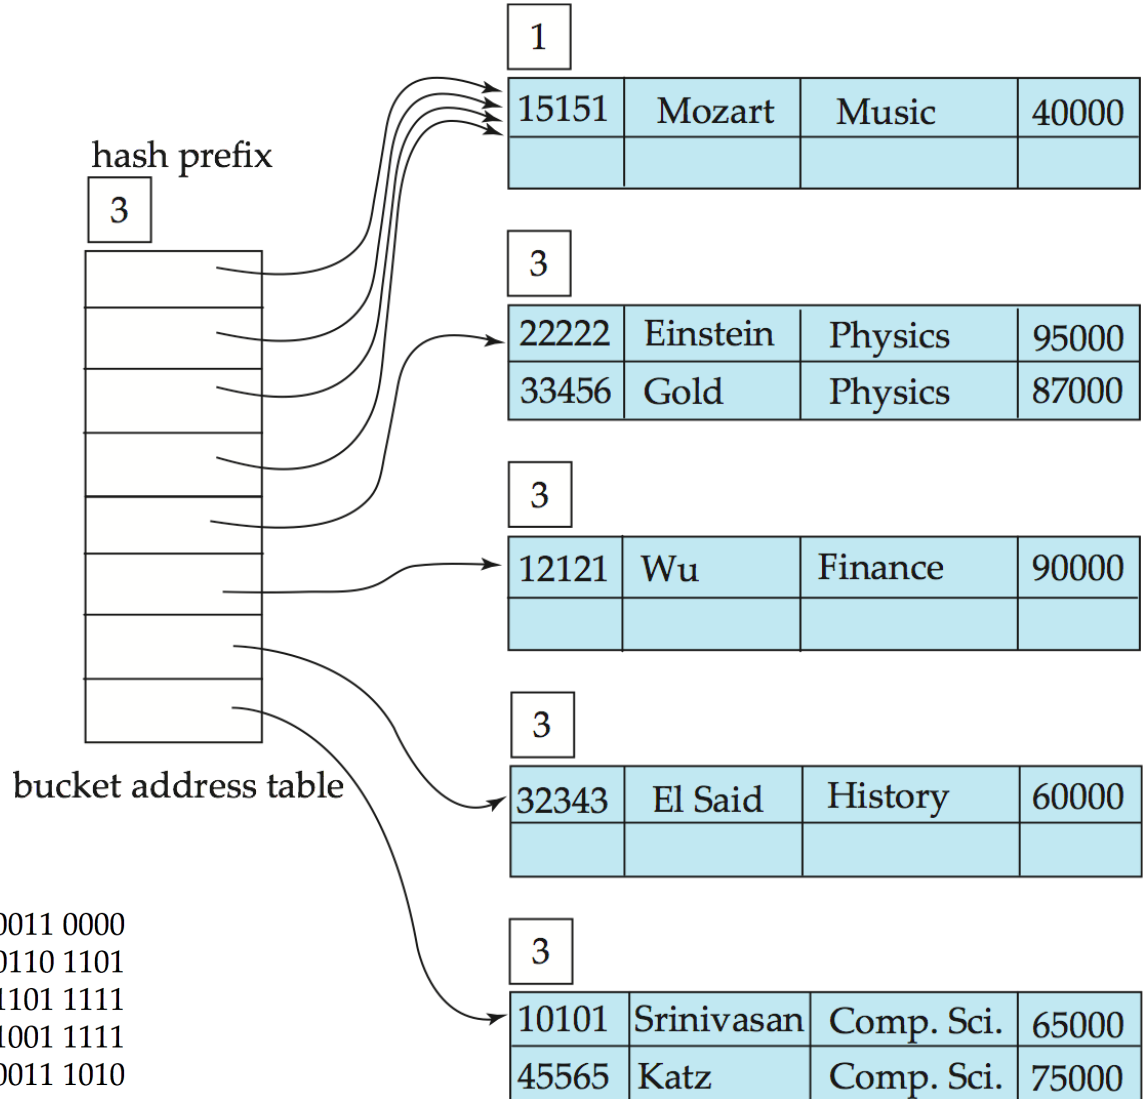 1
15151 Mozart Music 40000
hash prefix
3
3
22222 Einstein Physics 95000
33456 Gold Physics 87000
3
12121 Wu Finance 90000
3
32343 El Said History 60000
bucket address table
3
10101 Srinivasan Comp. Sci. 65000
45565 Katz Comp. Sci. 75000
0011 0000
0110 1101
1101 1111
1001 1111
0011 1010